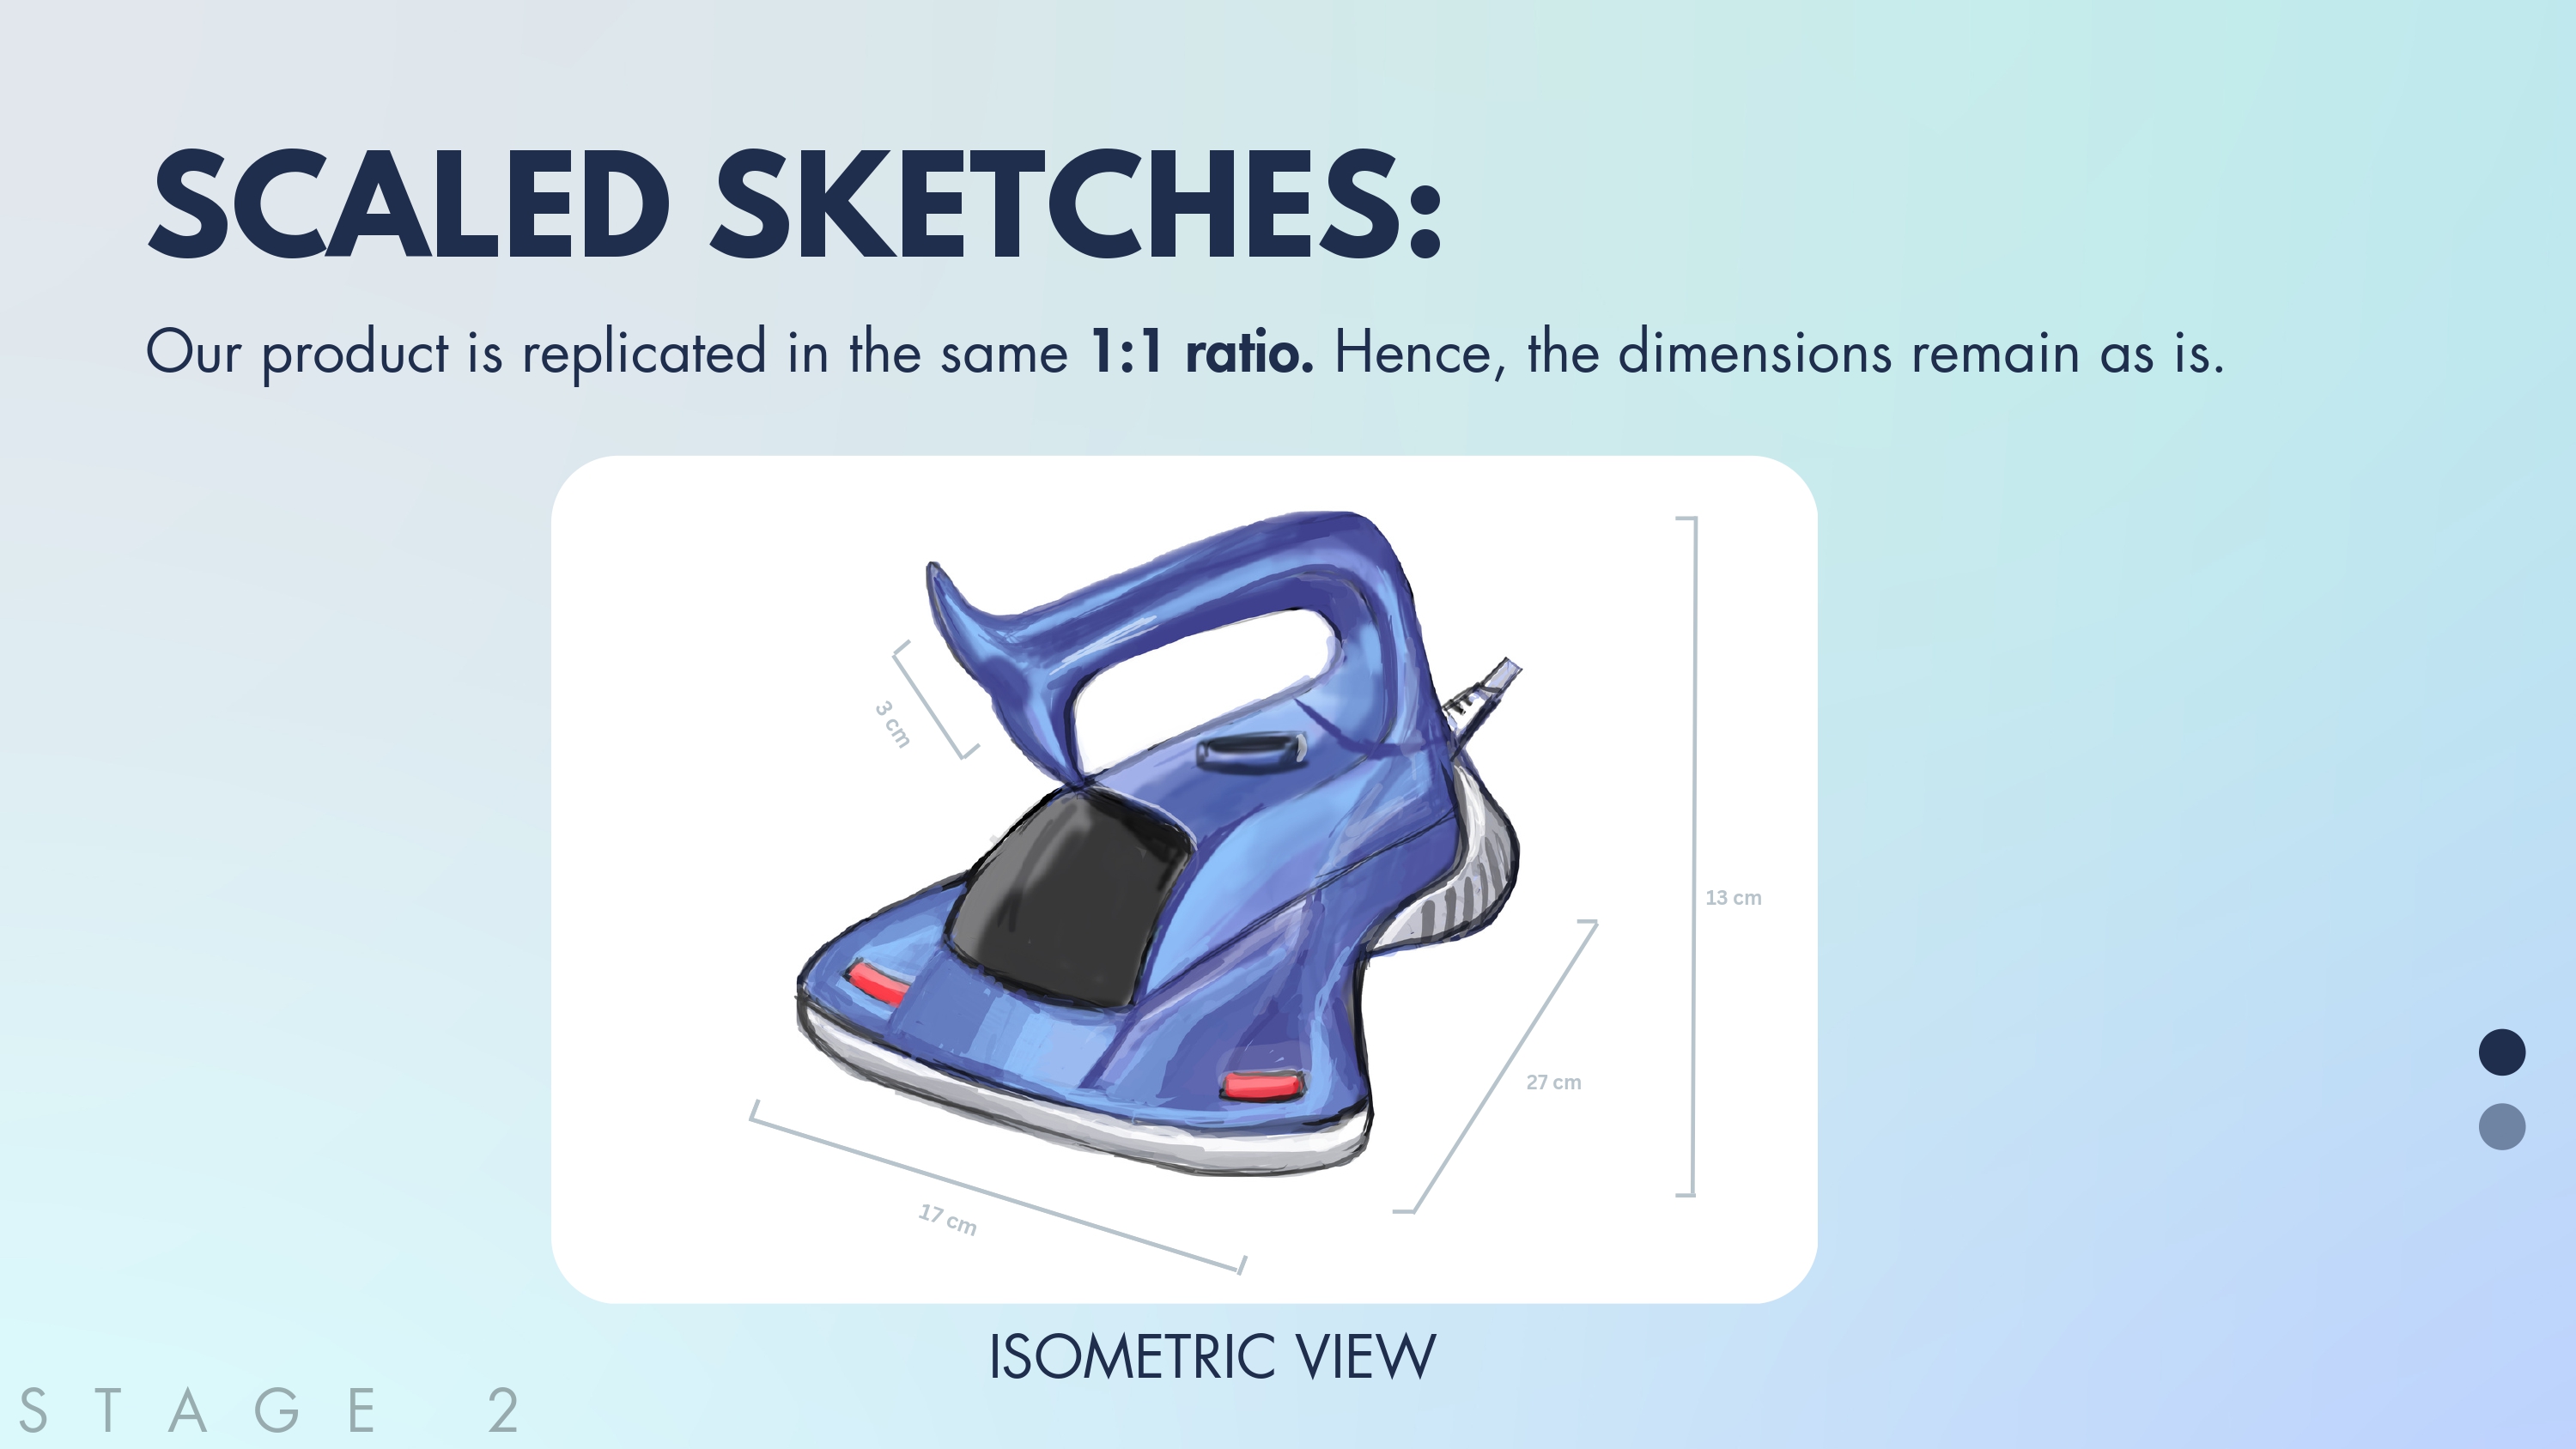 SCALED SKETCHES:
Our product is replicated in the same 1:1 ratio. Hence, the dimensions remain as is.
3 cm
13 cm
27 cm
17 cm
ISOMETRIC VIEW
STAGE 2